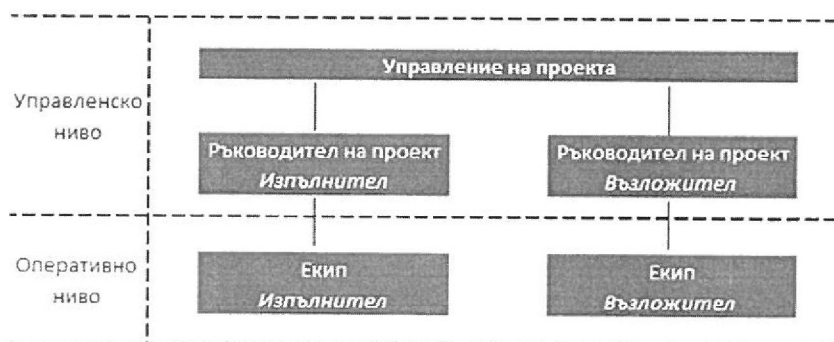 Управление на проекта
Управленско
ниво
Ръководител на проект
Изпълнител
Ръководител на проект
Възложител
Оперативно
ниво
Екип
Изпълнител
Екип
Възложител